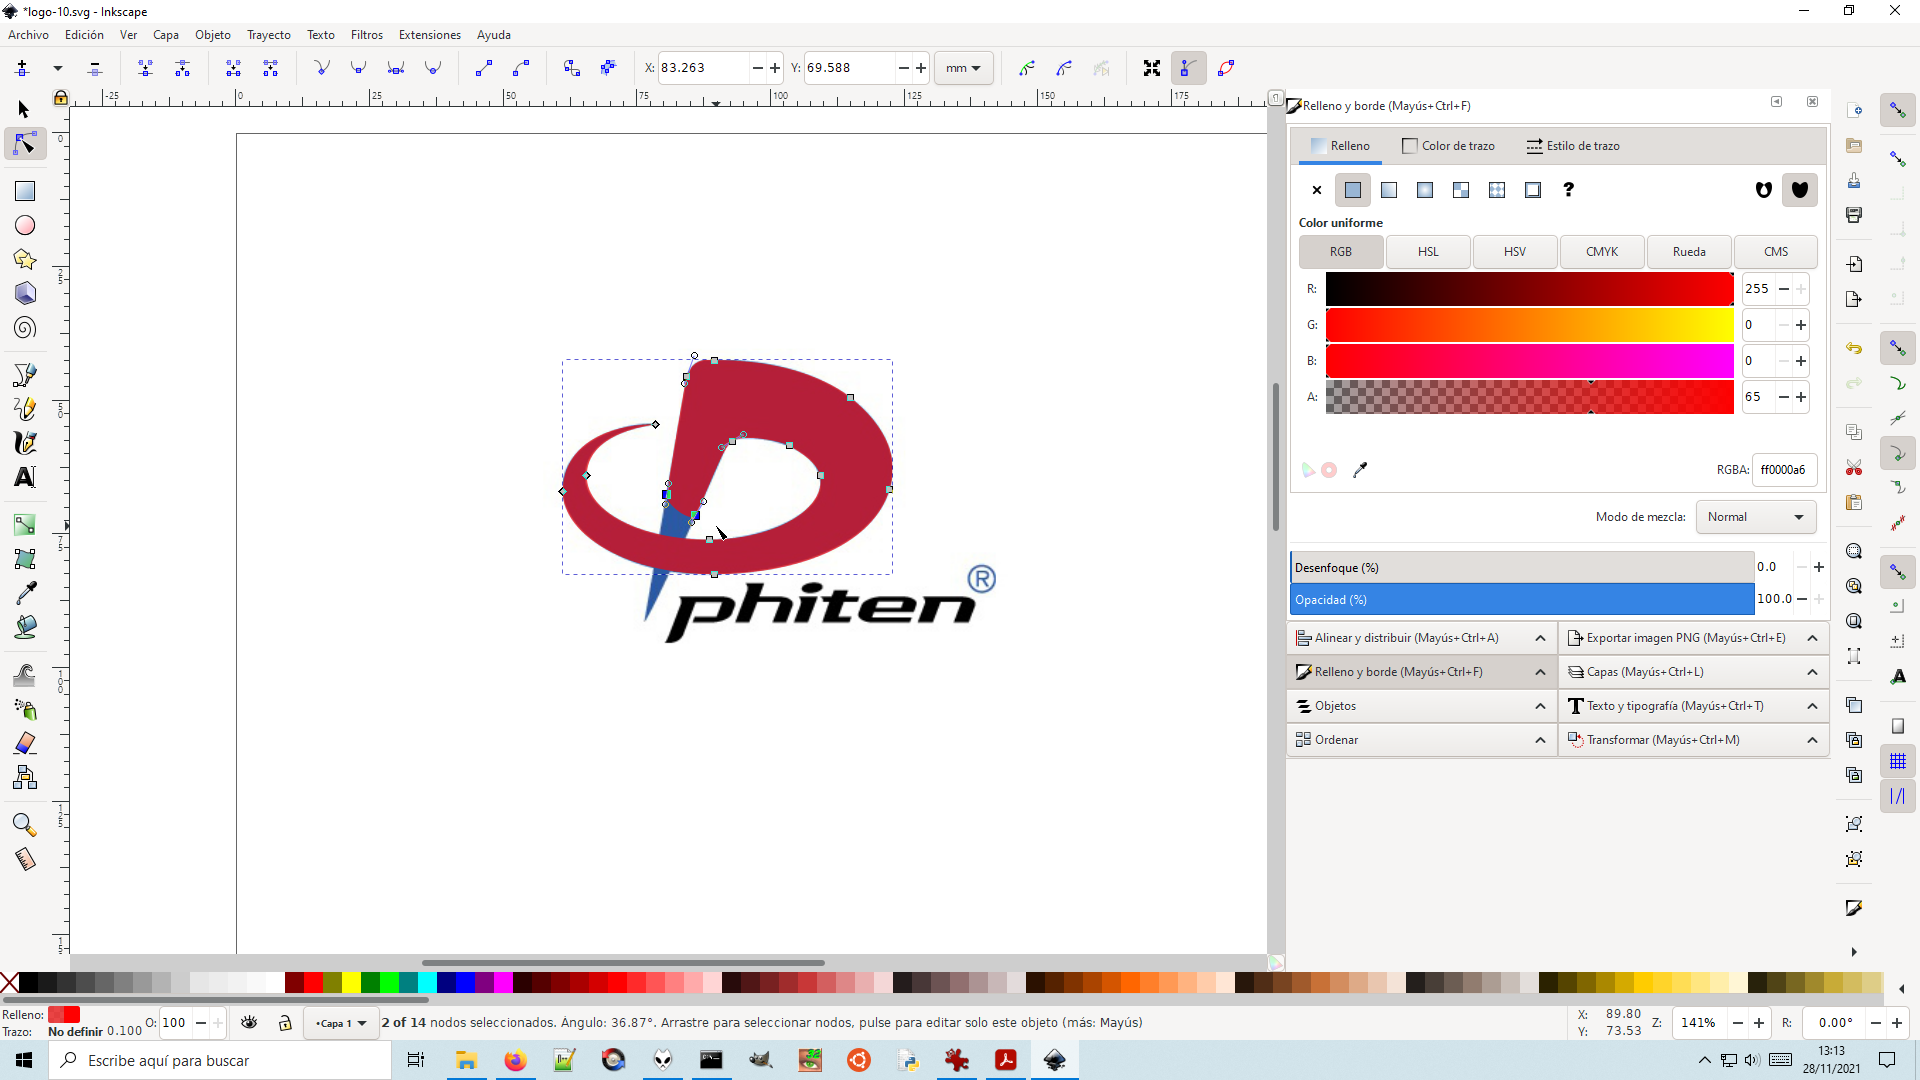 *logo-10.svg - Inkscape
Archivo Edición Ver Capa Objeto Trayecto Texto Filtros Extensiones Ayuda
X: 83.263 Y: 69.588 mm
-25 0 25 50 75 100 125 150 175
Relleno y borde (Mayús+Ctrl+F)
Relleno Color de trazo Estilo de trazo
Color uniforme
RGB HSL HSV CMYK Rueda CMS
R: 255
G: 0
B: 0
A: 65
RGBA: ff0000a6
Modo de mezcla: Normal
Desenfoque (%) 0.0
Opacidad (%) 100.0
Alinear y distribuir (Mayús+Ctrl+A) Exportar imagen PNG (Mayús+Ctrl+E)
Relleno y borde (Mayús+Ctrl+F) Capas (Mayús+Ctrl+L)
Objetos Texto y tipografía (Mayús+Ctrl+T)
Ordenar Transformar (Mayús+Ctrl+M)
phiten®
Relleno:
Trazo: No definir 0.100 O: 100 •Capa 1 2 of 14 nodos seleccionados. Ángulo: 36.87°. Arrastre para seleccionar nodos, pulse para editar solo este objeto (más: Mayús)
X: 89.80
Y: 73.53
Z: 141% R: 0.00°
Escribe aquí para buscar
13:13
28/11/2021